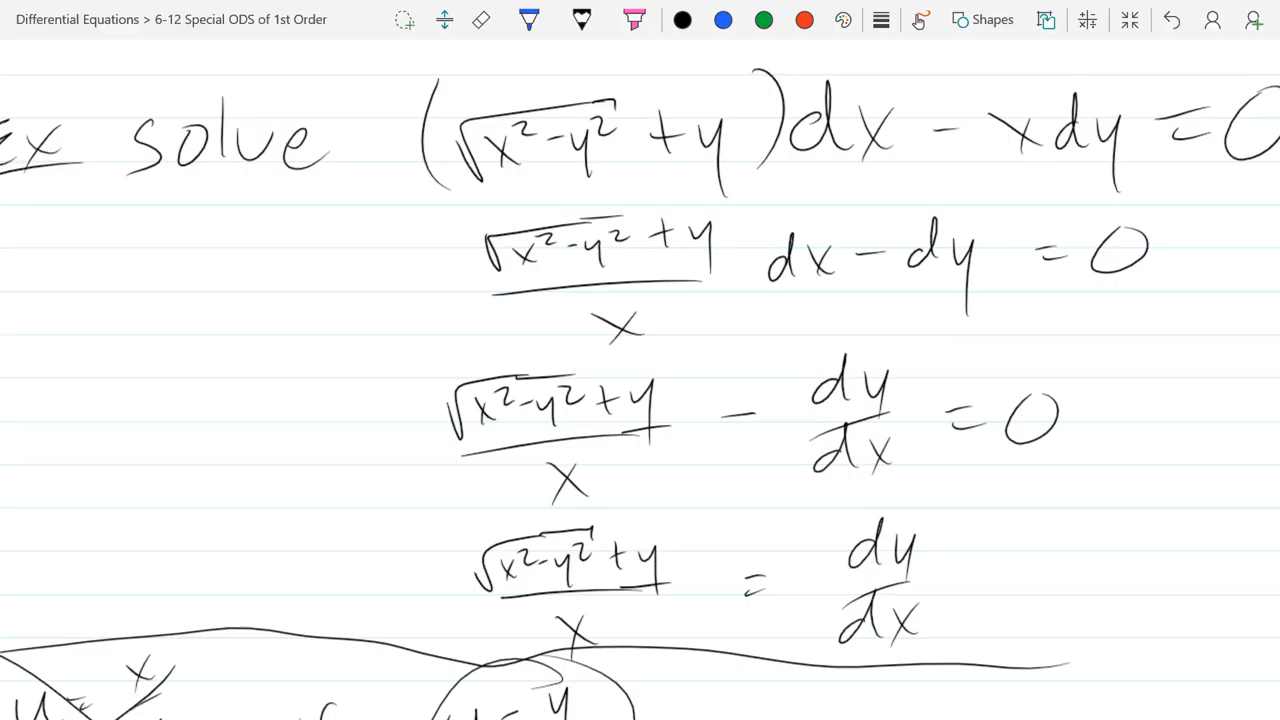 Differential Equations > 6-12 Special ODS of 1st Order
Shapes
Ex solve (√(x²-y²) + y)dx - xdy = 0
(√(x²-y²) + y)/x dx - dy = 0
(√(x²-y²) + y)/x - dy/dx = 0
(√(x²-y²) + y)/x = dy/dx
x
y